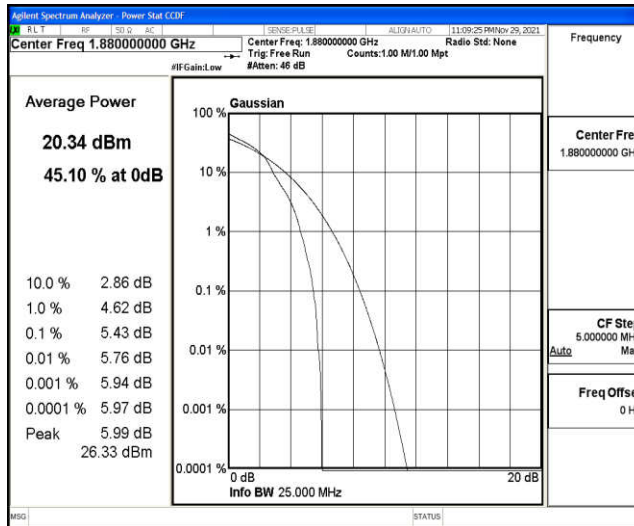 Agilent Spectrum Analyzer - Power Stat CCDF
R L T RF 50 Ω AC SENSE:PULSE ALIGN AUTO 11:09:25 PM Nov 29, 2021
Center Freq 1.880000000 GHz
Center Freq: 1.880000000 GHz Radio Std: None
Trig: Free Run Counts:1.00 M/1.00 Mpt
#IFGain:Low #Atten: 46 dB
Frequency
Average Power
20.34 dBm
45.10 % at 0dB
10.0 % 2.86 dB
1.0 % 4.62 dB
0.1 % 5.43 dB
0.01 % 5.76 dB
0.001 % 5.94 dB
0.0001 % 5.97 dB
Peak 5.99 dB
26.33 dBm
Gaussian
100 %
10 %
1 %
0.1 %
0.01 %
0.001 %
0.0001 %
0 dB 20 dB
Info BW 25.000 MHz
Center Fre
1.880000000 GH
CF Ste
5.000000 MH
Auto Ma
Freq Offse
0 H
MSG STATUS